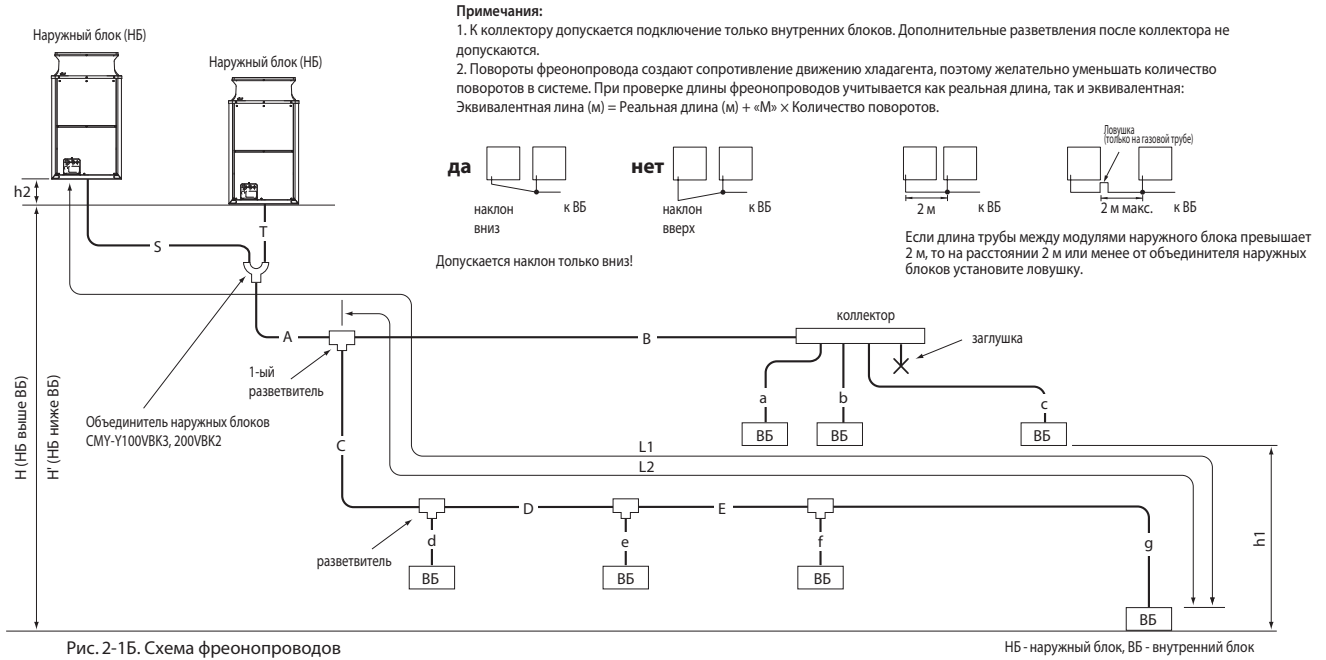 Примечания:
1. К коллектору допускается подключение только внутренних блоков. Дополнительные разветвления после коллектора не
допускаются.
2. Повороты фреонопровода создают сопротивление движению хладагента, поэтому желательно уменьшать количество
поворотов в системе. При проверке длины фреонопроводов учитывается как реальная длина, так и эквивалентная:
Эквивалентная лина (м) = Реальная длина (м) + «М» × Количество поворотов.
Наружный блок (НБ)
Наружный блок (НБ)
h2
S
T
да
наклон
вниз
к ВБ
нет
наклон
вверх
к ВБ
Допускается наклон только вниз!
2 м
к ВБ
Ловушка
(только на газовой трубе)
2 м макс.
к ВБ
Если длина трубы между модулями наружного блока превышает
2 м, то на расстоянии 2 м или менее от объединителя наружных
блоков установите ловушку.
A
B
коллектор
заглушка
1-ый
разветвитель
Объединитель наружных блоков
CMY-Y100VBK3, 200VBK2
H (НБ выше ВБ)
H' (НБ ниже ВБ)
a
b
c
ВБ
ВБ
ВБ
C
L1
L2
D
E
d
e
f
g
h1
разветвитель
ВБ
ВБ
ВБ
ВБ
Рис. 2-1Б. Схема фреонопроводов
НБ - наружный блок, ВБ - внутренний блок